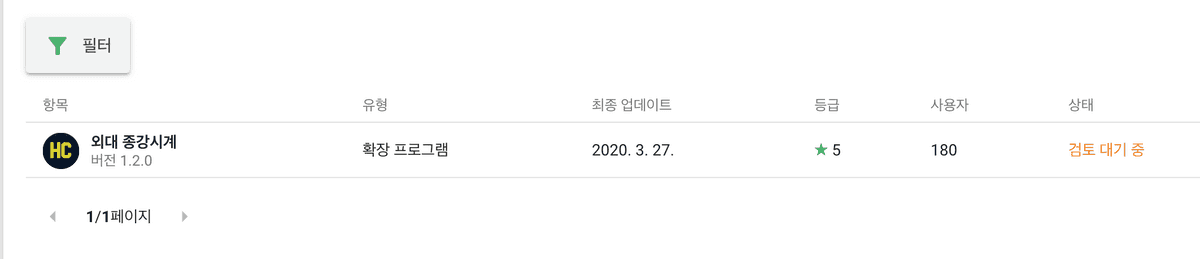 필터
항목 유형 최종 업데이트 등급 사용자 상태
HC 외대 종강시계 확장 프로그램 2020. 3. 27. ★ 5 180 검토 대기 중
버전 1.2.0
1/1페이지